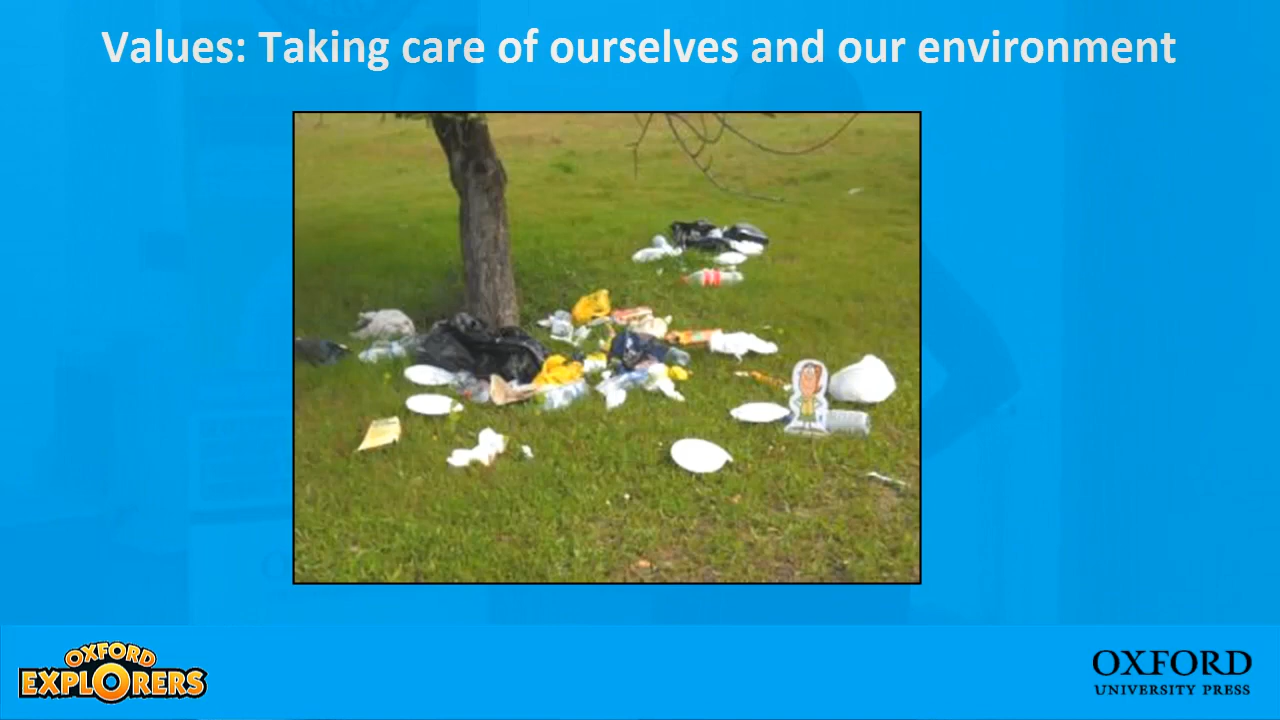 Values: Taking care of ourselves and our environment
OXFORD
EXPLORERS
OXFORD
UNIVERSITY PRESS